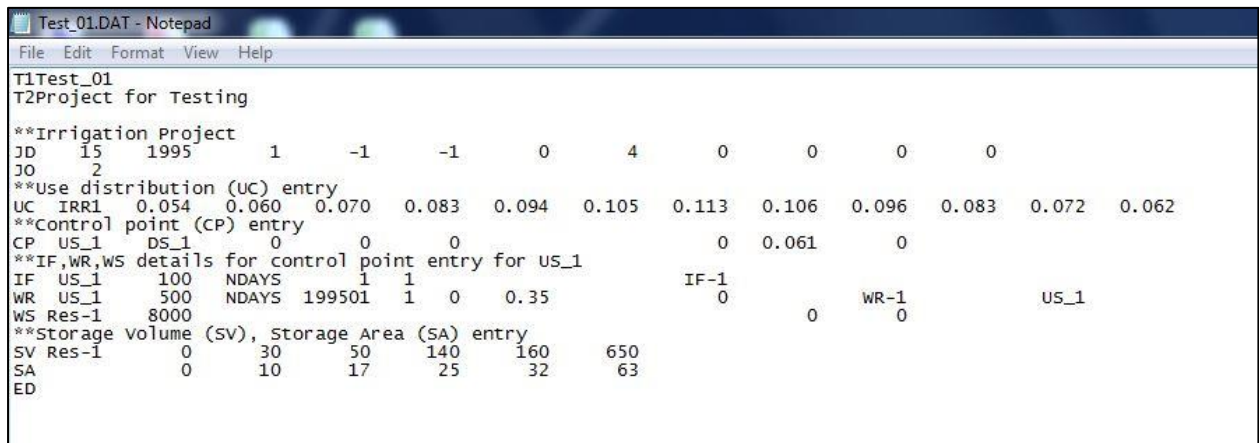 Test_01.DAT - Notepad
File Edit Format View Help
T1Test_01
T2Project for Testing
**Irrigation Project
JD 15 1995 1 -1 -1 0 4 0 0 0 0
JO 2
**Use distribution (UC) entry
UC IRR1 0.054 0.060 0.070 0.083 0.094 0.105 0.113 0.106 0.096 0.083 0.072 0.062
**Control point (CP) entry
CP US_1 DS_1 0 0 0 0 0.061 0
**IF,WR,WS details for control point entry for US_1
IF US_1 100 NDAYS 1 1 IF-1
WR US_1 500 NDAYS 199501 1 0 0.35 0 WR-1 US_1
WS Res-1 8000 0 0
**Storage Volume (SV), Storage Area (SA) entry
SV Res-1 0 30 50 140 160 650
SA 0 10 17 25 32 63
ED